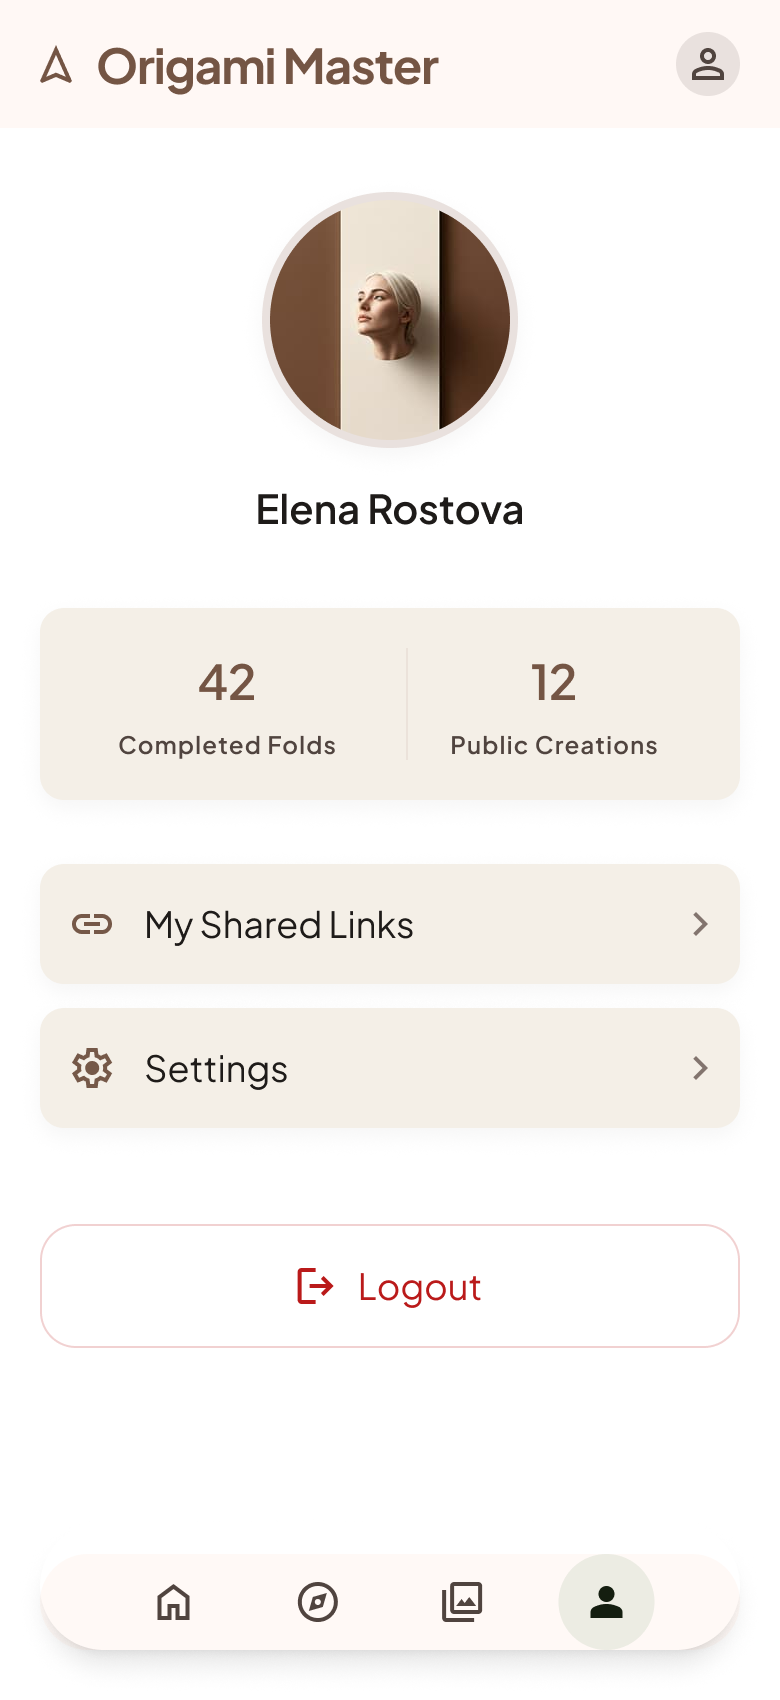 Origami Master
Elena Rostova
42
Completed Folds
12
Public Creations
My Shared Links
Settings
Logout